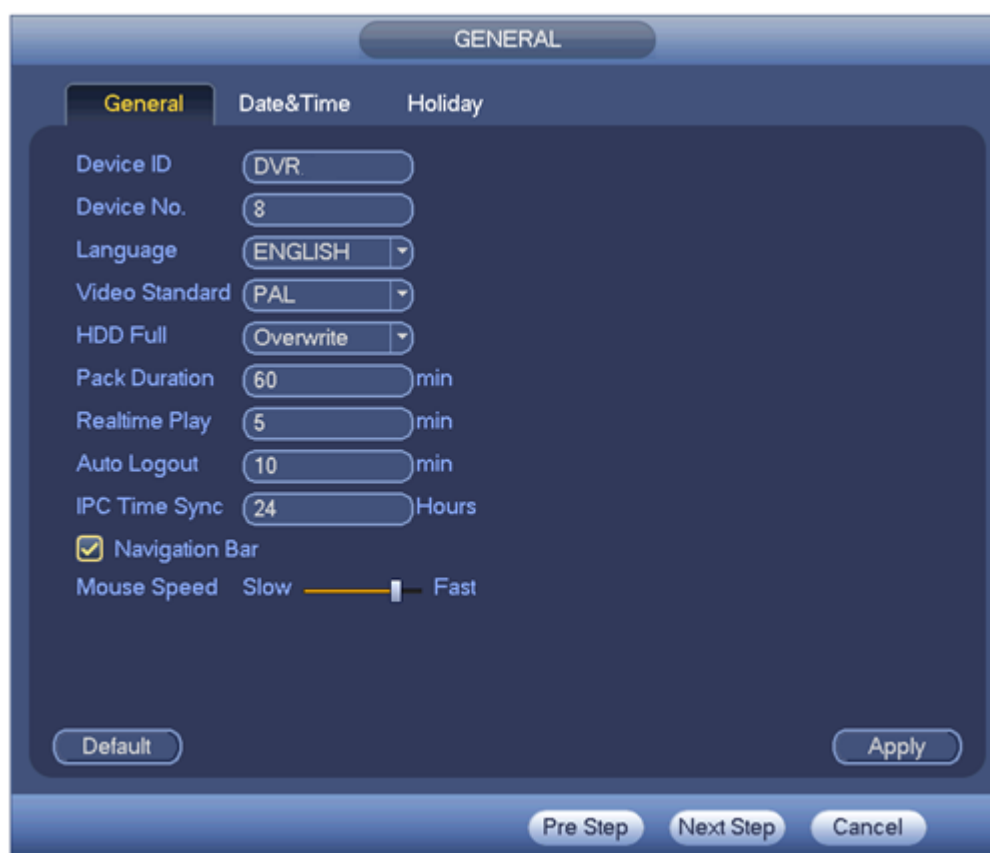 GENERAL
General Date&Time Holiday
Device ID DVR
Device No. 8
Language ENGLISH
Video Standard PAL
HDD Full Overwrite
Pack Duration 60 min
Realtime Play 5 min
Auto Logout 10 min
IPC Time Sync 24 Hours
Navigation Bar
Mouse Speed Slow Fast
Default Apply
Pre Step Next Step Cancel